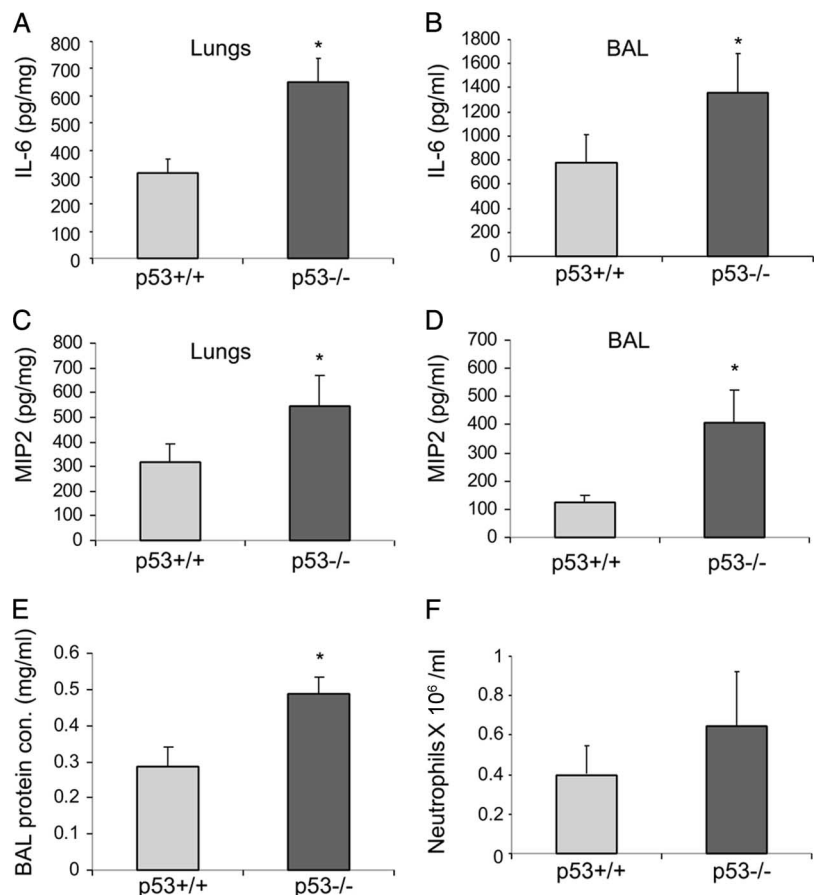 A
Lungs
IL-6 (pg/mg)
800
700
600
500
400
300
200
100
0
*
p53+/+
p53-/-
B
BAL
IL-6 (pg/ml)
1800
1600
1400
1200
1000
800
600
400
200
0
*
p53+/+
p53-/-
C
Lungs
MIP2 (pg/mg)
800
700
600
500
400
300
200
100
0
*
p53+/+
p53-/-
D
BAL
MIP2 (pg/ml)
700
600
500
400
300
200
100
0
*
p53+/+
p53-/-
E
BAL protein con. (mg/ml)
0.6
0.5
0.4
0.3
0.2
0.1
0
*
p53+/+
p53-/-
F
Neutrophils X 10⁶ /ml
1
0.8
0.6
0.4
0.2
0
p53+/+
p53-/-